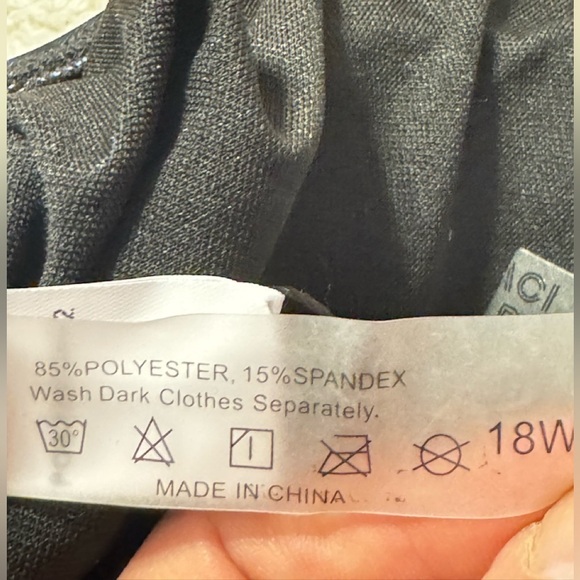 85%POLYESTER, 15%SPANDEX
Wash Dark Clothes Separately.
30°
18W
MADE IN CHINA